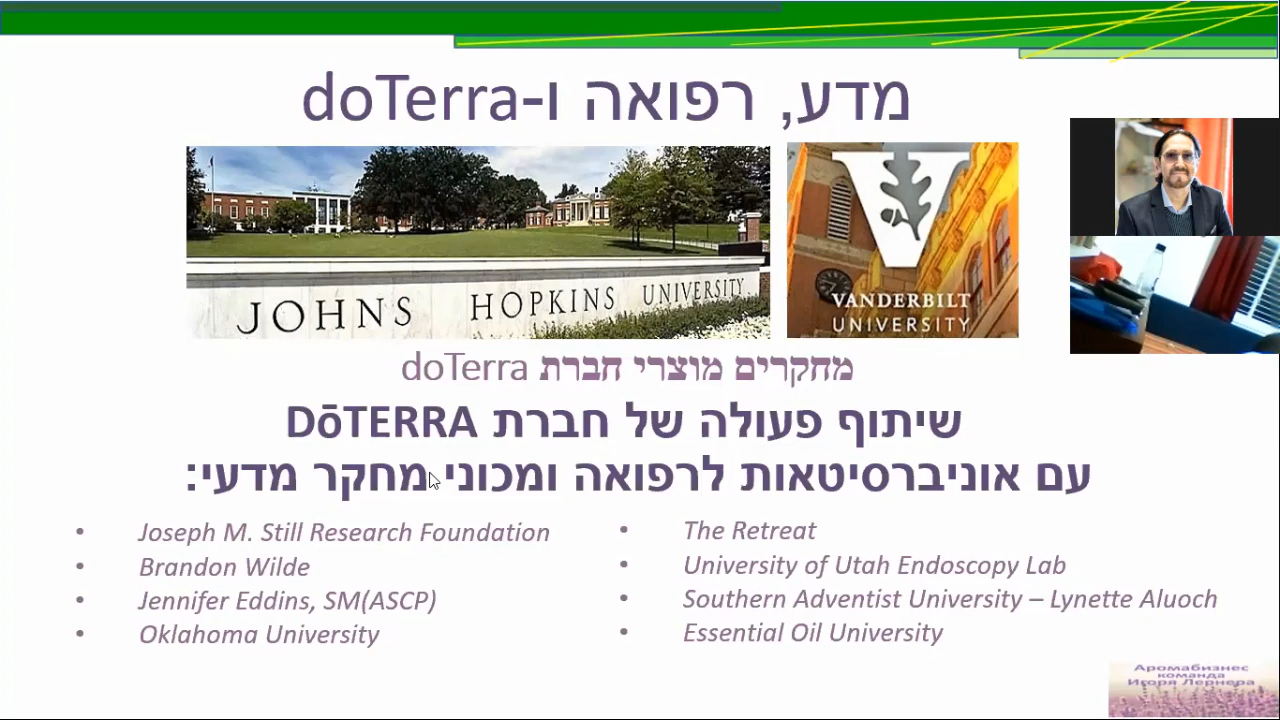 מדע, רפואה ו-doTerra
JOHNS HOPKINS UNIVERSITY
V
VANDERBILT
UNIVERSITY
מחקרים מוצרי חברת doTerra
שיתוף פעולה של חברת DōTERRA
עם אוניברסיטאות לרפואה ומכוני מחקר מדעי:
• Joseph M. Still Research Foundation
• Brandon Wilde
• Jennifer Eddins, SM(ASCP)
• Oklahoma University
• The Retreat
• University of Utah Endoscopy Lab
• Southern Adventist University – Lynette Aluoch
• Essential Oil University
Аромабизнес
команда
Игоря Лернера